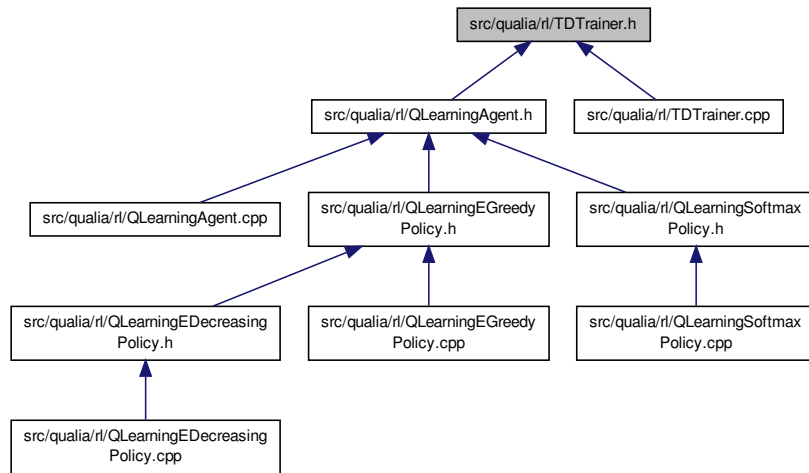 src/qualia/rl/TDTrainer.h
src/qualia/rl/QLearningAgent.h
src/qualia/rl/TDTrainer.cpp
src/qualia/rl/QLearningAgent.cpp
src/qualia/rl/QLearningEGreedy
Policy.h
src/qualia/rl/QLearningSoftmax
Policy.h
src/qualia/rl/QLearningEDecreasing
Policy.h
src/qualia/rl/QLearningEGreedy
Policy.cpp
src/qualia/rl/QLearningSoftmax
Policy.cpp
src/qualia/rl/QLearningEDecreasing
Policy.cpp